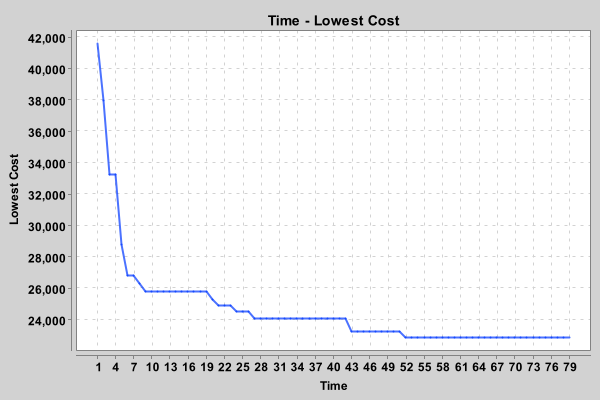 Time - Lowest Cost
42,000
40,000
38,000
36,000
34,000
32,000
30,000
28,000
26,000
24,000
Lowest Cost
1 4 7 10 13 16 19 22 25 28 31 34 37 40 43 46 49 52 55 58 61 64 67 70 73 76 79
Time